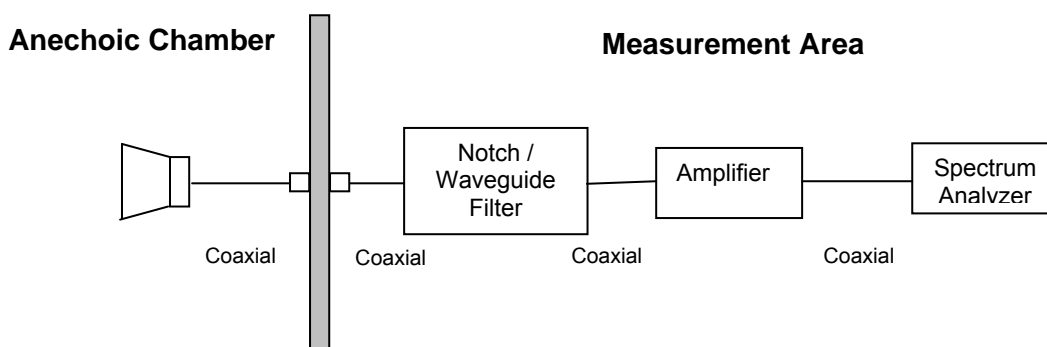 Anechoic Chamber
Measurement Area
Notch /
Waveguide
Filter
Amplifier
Spectrum
Analyzer
Coaxial
Coaxial
Coaxial
Coaxial